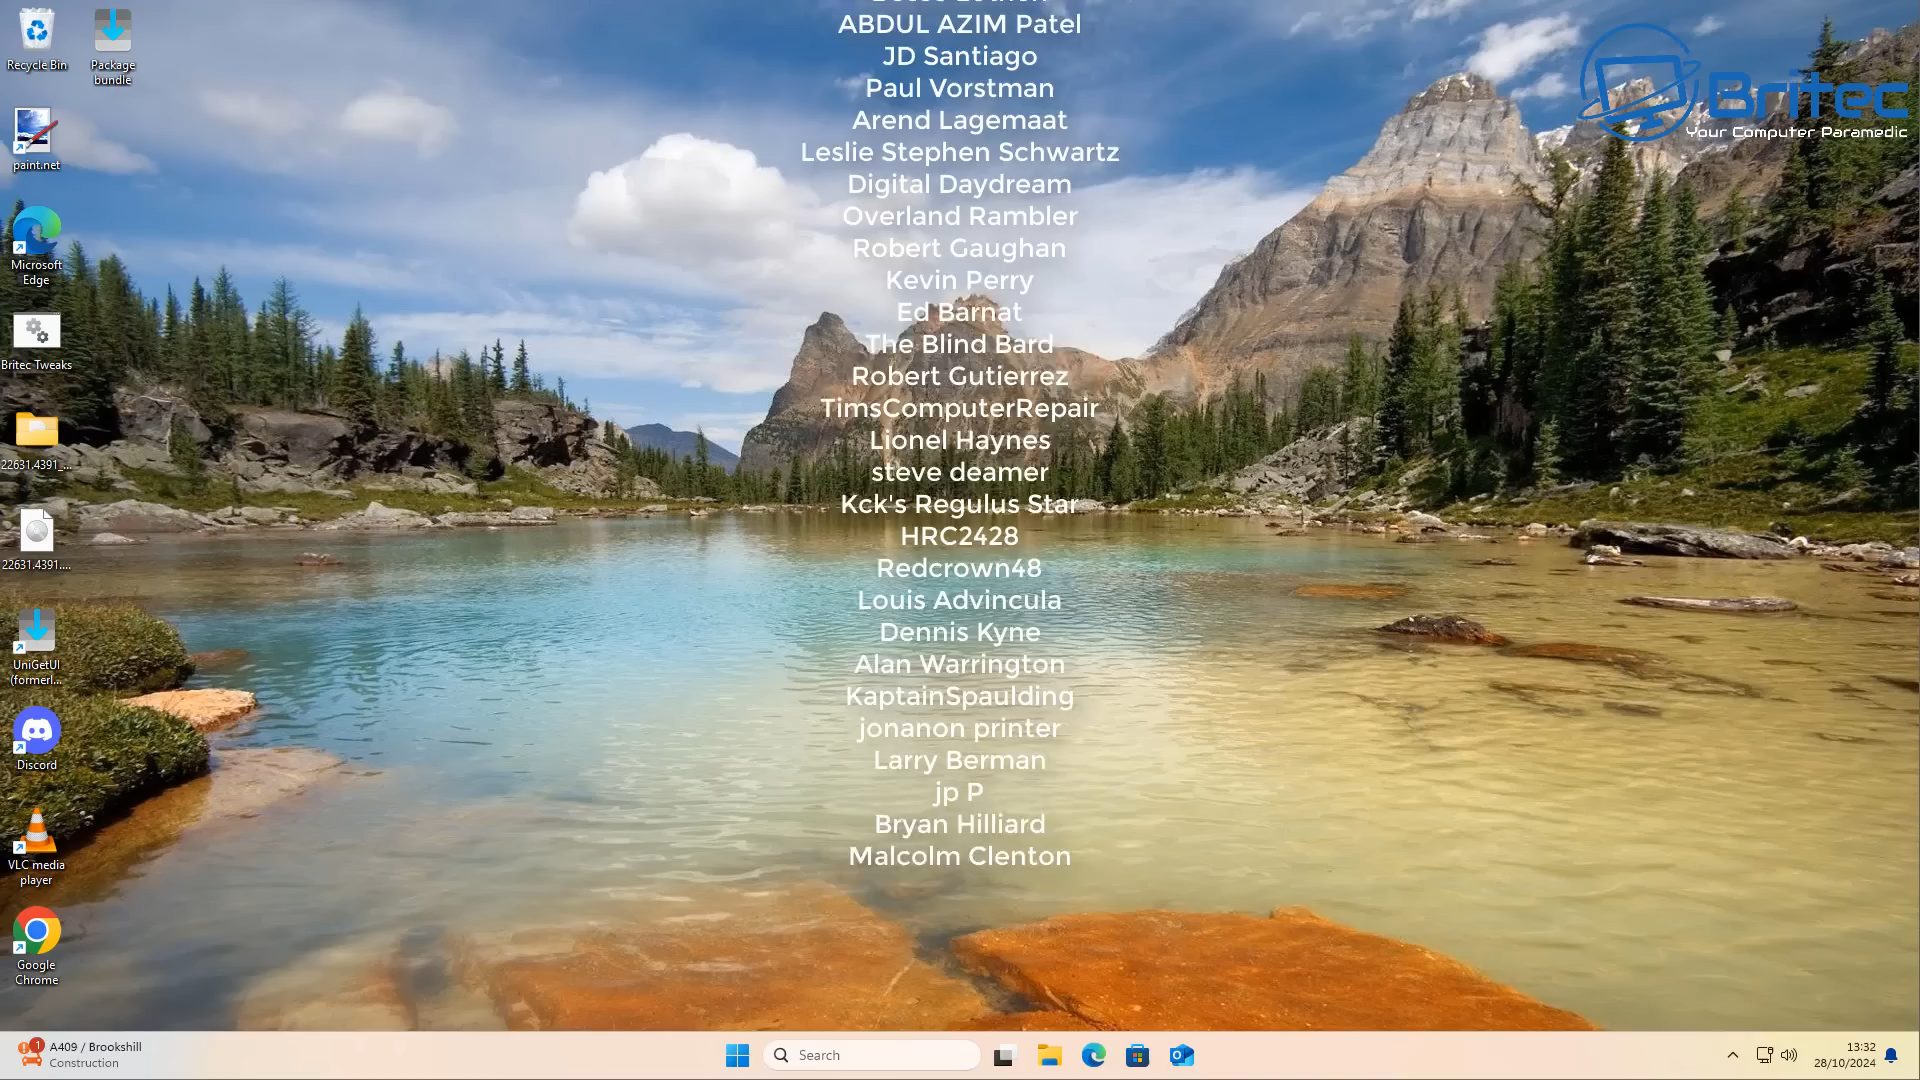 Recycle Bin
Package
bundle
paint.net
Microsoft
Edge
Britec Tweaks
22631.4391_...
22631.4391....
UniGetUI
(formerl...
Discord
VLC media
player
Google
Chrome
ABDUL AZIM Patel
JD Santiago
Paul Vorstman
Arend Lagemaat
Leslie Stephen Schwartz
Digital Daydream
Overland Rambler
Robert Gaughan
Kevin Perry
Ed Barnat
The Blind Bard
Robert Gutierrez
TimsComputerRepair
Lionel Haynes
steve deamer
Kck's Regulus Star
HRC2428
Redcrown48
Louis Advincula
Dennis Kyne
Alan Warrington
KaptainSpaulding
jonanon printer
Larry Berman
jp P
Bryan Hilliard
Malcolm Clenton
Britec
Your Computer Paramedic
1
A409 / Brookshill
Construction
Search
13:32
28/10/2024